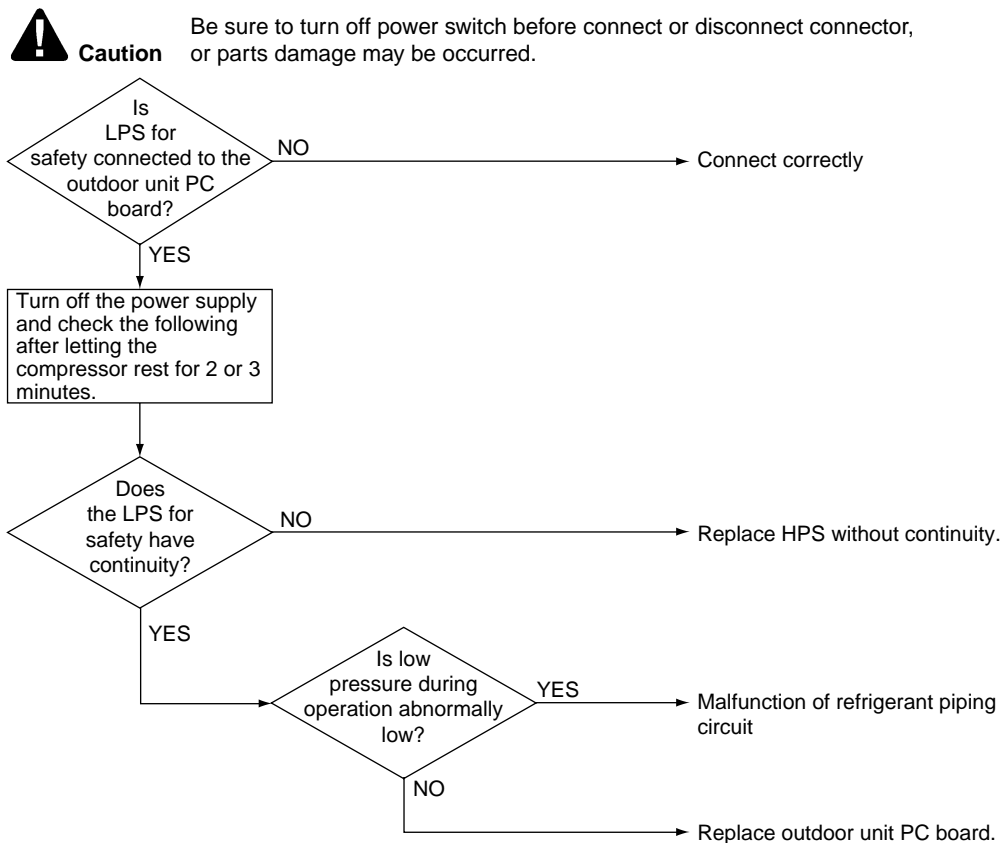 Be sure to turn off power switch before connect or disconnect connector,
Caution or parts damage may be occurred.
Is
LPS for
safety connected to the
outdoor unit PC
board?
NO
Connect correctly
YES
Turn off the power supply
and check the following
after letting the
compressor rest for 2 or 3
minutes.
Does
the LPS for
safety have
continuity?
NO
Replace HPS without continuity.
YES
Is low
pressure during
operation abnormally
low?
YES
Malfunction of refrigerant piping
circuit
NO
Replace outdoor unit PC board.